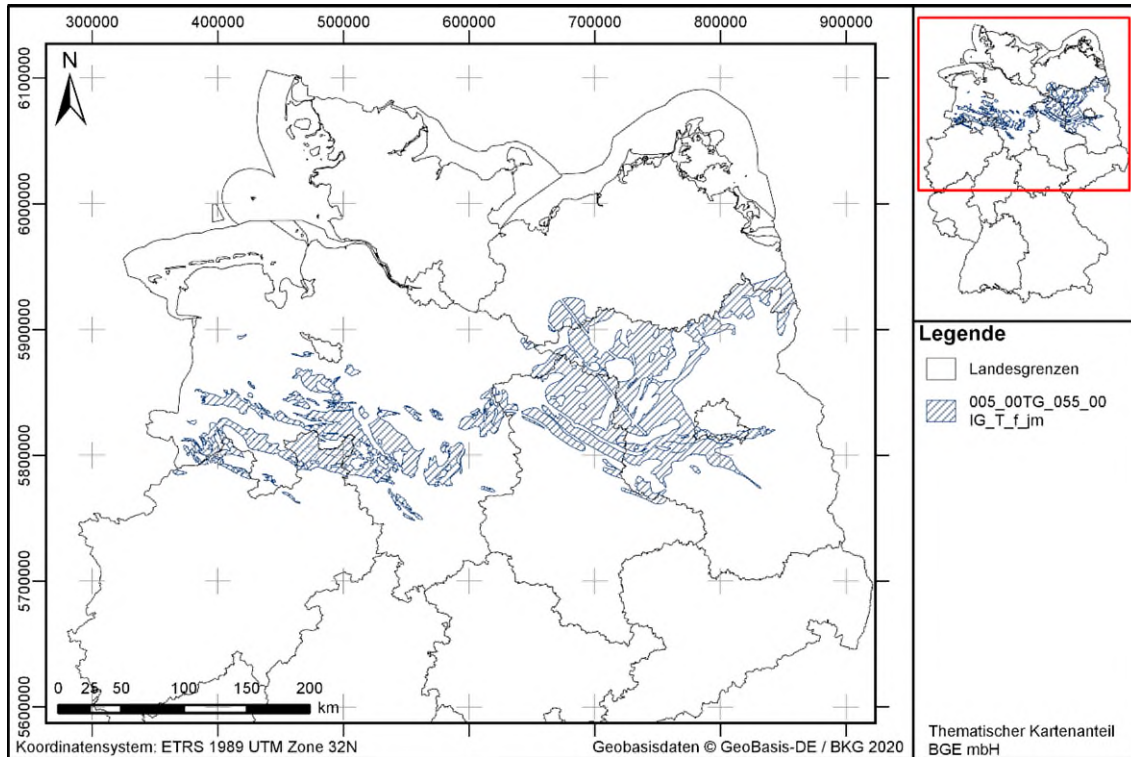 300000 400000 500000 600000 700000 800000 900000
N
6100000
6000000
5900000
5800000
5700000
5600000
0 25 50 100 150 200
km
Koordinatensystem: ETRS 1989 UTM Zone 32N
Geobasisdaten © GeoBasis-DE / BKG 2020
Legende
Landesgrenzen
005_00TG_055_00
IG_T_f_jm
Thematischer Kartenanteil
BGE mbH